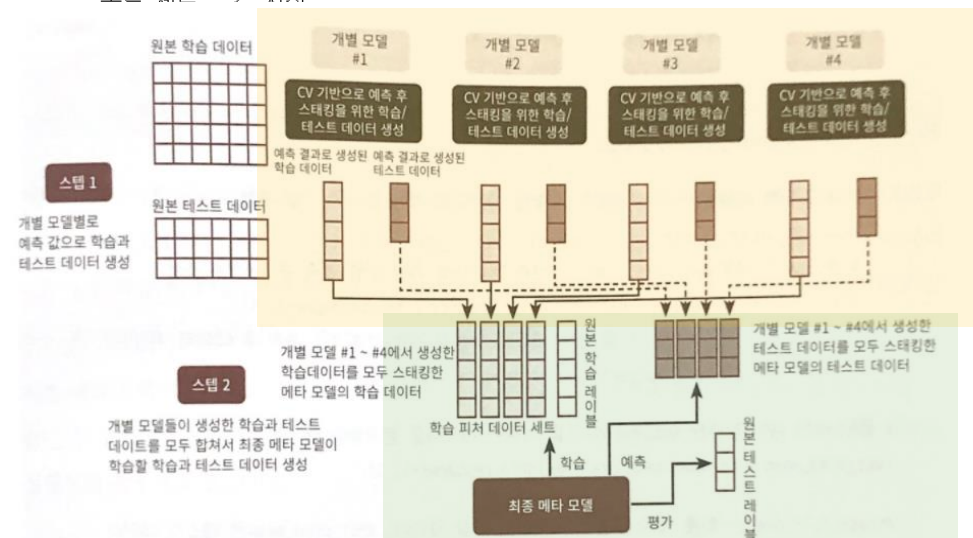 원본 학습 데이터
개별 모델
#1
개별 모델
#2
개별 모델
#3
개별 모델
#4
CV 기반으로 예측 후
스태킹을 위한 학습/
테스트 데이터 생성
CV 기반으로 예측 후
스태킹을 위한 학습/
테스트 데이터 생성
CV 기반으로 예측 후
스태킹을 위한 학습/
테스트 데이터 생성
CV 기반으로 예측 후
스태킹을 위한 학습/
테스트 데이터 생성
예측 결과로 생성된
학습 데이터
예측 결과로 생성된
테스트 데이터
스텝 1
개별 모델별로
예측 값으로 학습과
테스트 데이터 생성
원본 테스트 데이터
스텝 2
개별 모델들이 생성한 학습과 테스트
데이트를 모두 합쳐서 최종 메타 모델이
학습할 학습과 테스트 데이터 생성
개별 모델 #1 ~ #4에서 생성한
학습데이터를 모두 스태킹한
메타 모델의 학습 데이터
원본 학습 레이블
개별 모델 #1 ~ #4에서 생성한
테스트 데이터를 모두 스태킹한
메타 모델의 테스트 데이터
학습 피처 데이터 세트
학습
예측
원본 테스트 레이블
최종 메타 모델
평가